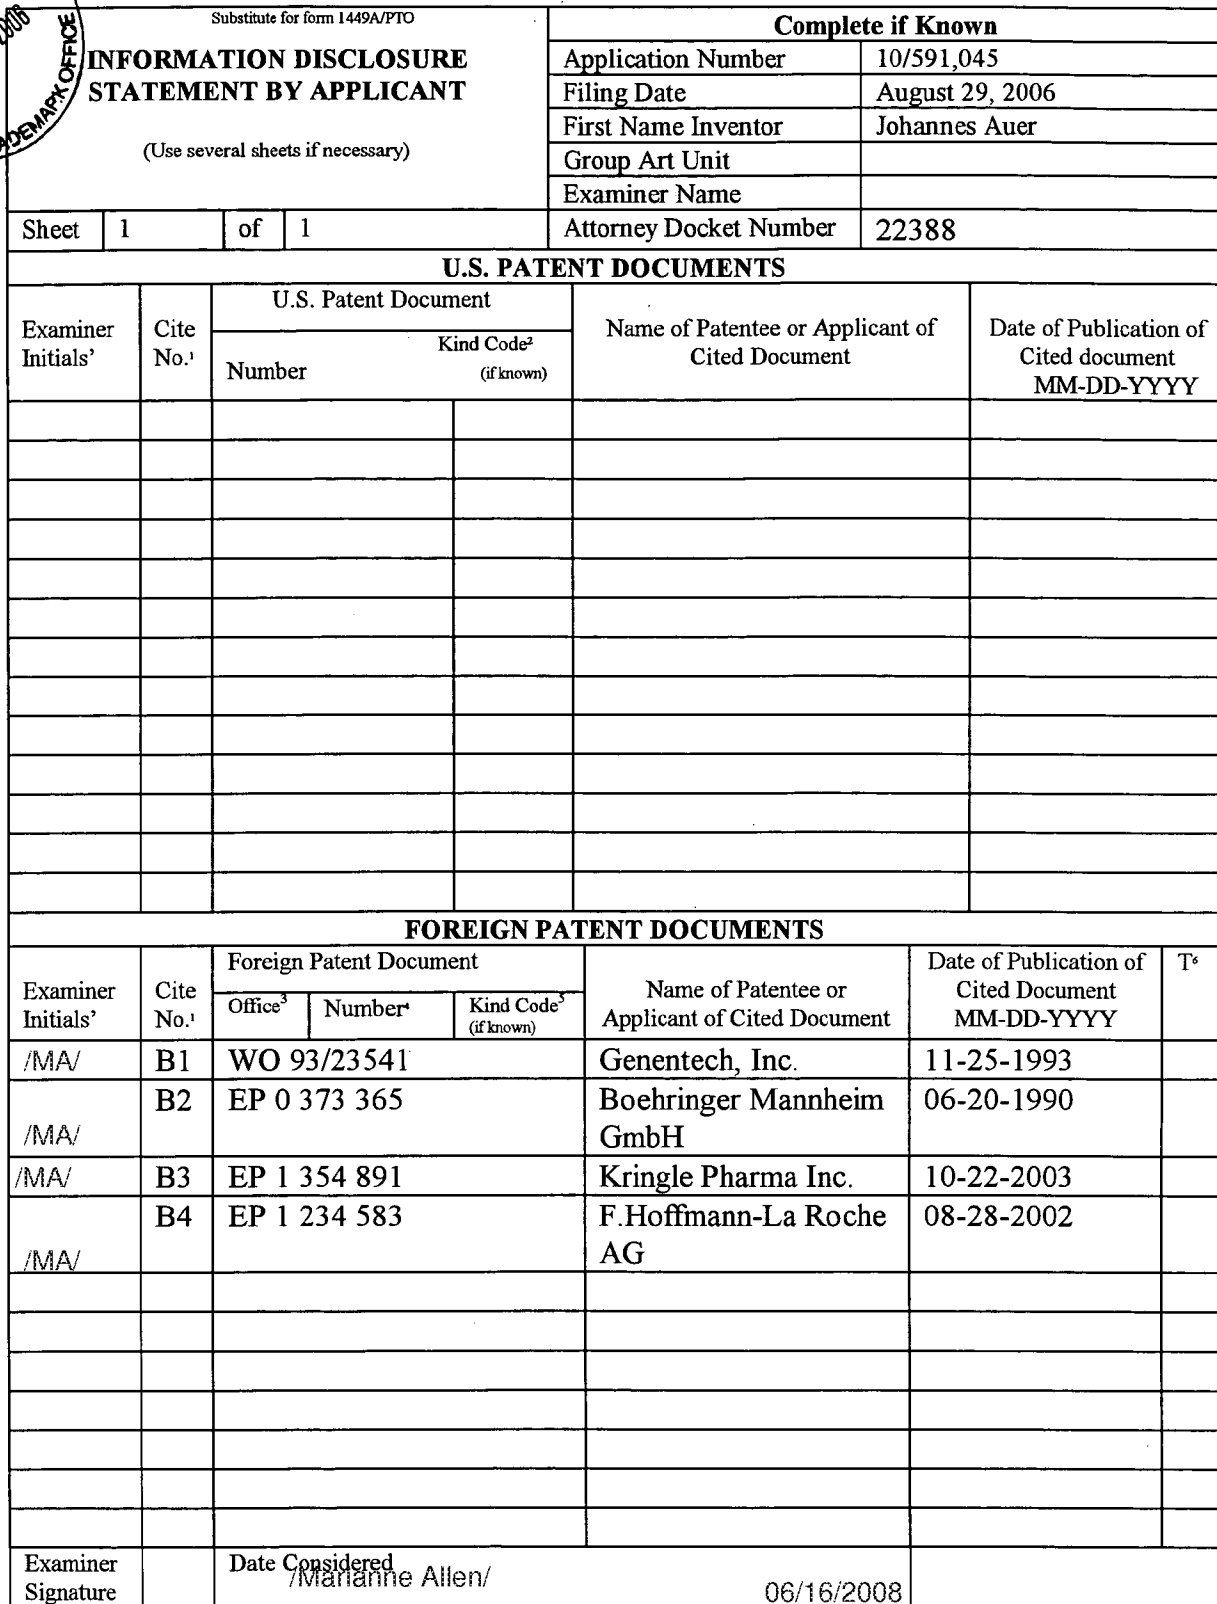 2006
ADEMARK OFFICE
Substitute for form 1449A/PTO
INFORMATION DISCLOSURE
STATEMENT BY APPLICANT
(Use several sheets if necessary)
Complete if Known
Application Number 10/591,045
Filing Date August 29, 2006
First Name Inventor Johannes Auer
Group Art Unit
Examiner Name
Sheet 1 of 1 Attorney Docket Number 22388
U.S. PATENT DOCUMENTS
Examiner Initials' Cite No.¹
U.S. Patent Document
Number Kind Code² (if known)
Name of Patentee or Applicant of
Cited Document
Date of Publication of
Cited document
MM-DD-YYYY
FOREIGN PATENT DOCUMENTS
Examiner Initials' Cite No.¹
Foreign Patent Document
Office³ Number⁴ Kind Code⁵ (if known)
Name of Patentee or
Applicant of Cited Document
Date of Publication of
Cited Document
MM-DD-YYYY
T⁶
/MA/ B1 WO 93/23541 Genentech, Inc. 11-25-1993
/MA/ B2 EP 0 373 365 Boehringer Mannheim GmbH 06-20-1990
/MA/ B3 EP 1 354 891 Kringle Pharma Inc. 10-22-2003
/MA/ B4 EP 1 234 583 F.Hoffmann-La Roche AG 08-28-2002
Examiner Signature
Date Considered
/Marianne Allen/
06/16/2008